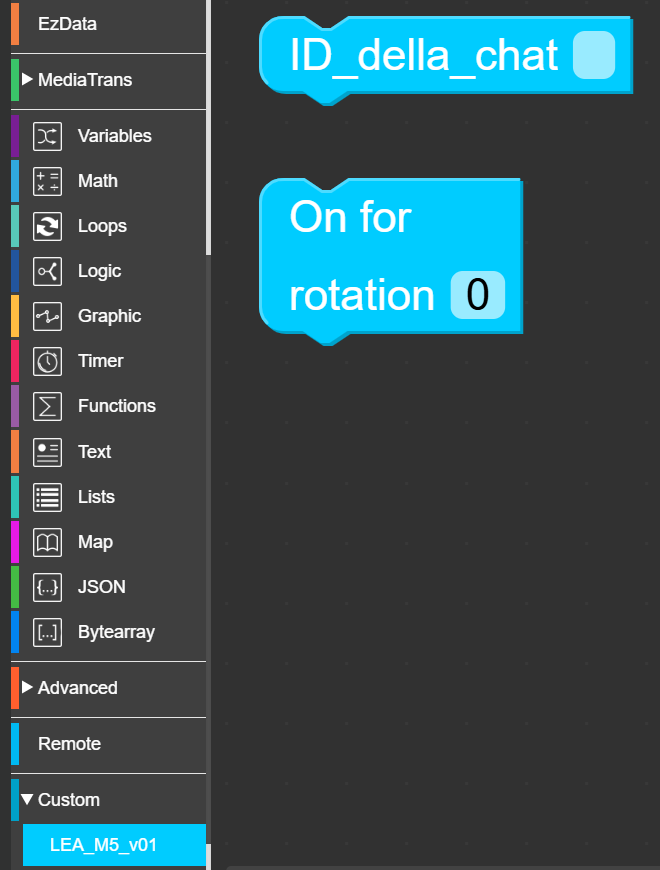 EzData
MediaTrans
Variables
Math
Loops
Logic
Graphic
Timer
Functions
Text
Lists
Map
JSON
Bytearray
Advanced
Remote
Custom
LEA_M5_v01
ID_della_chat
On for
rotation 0